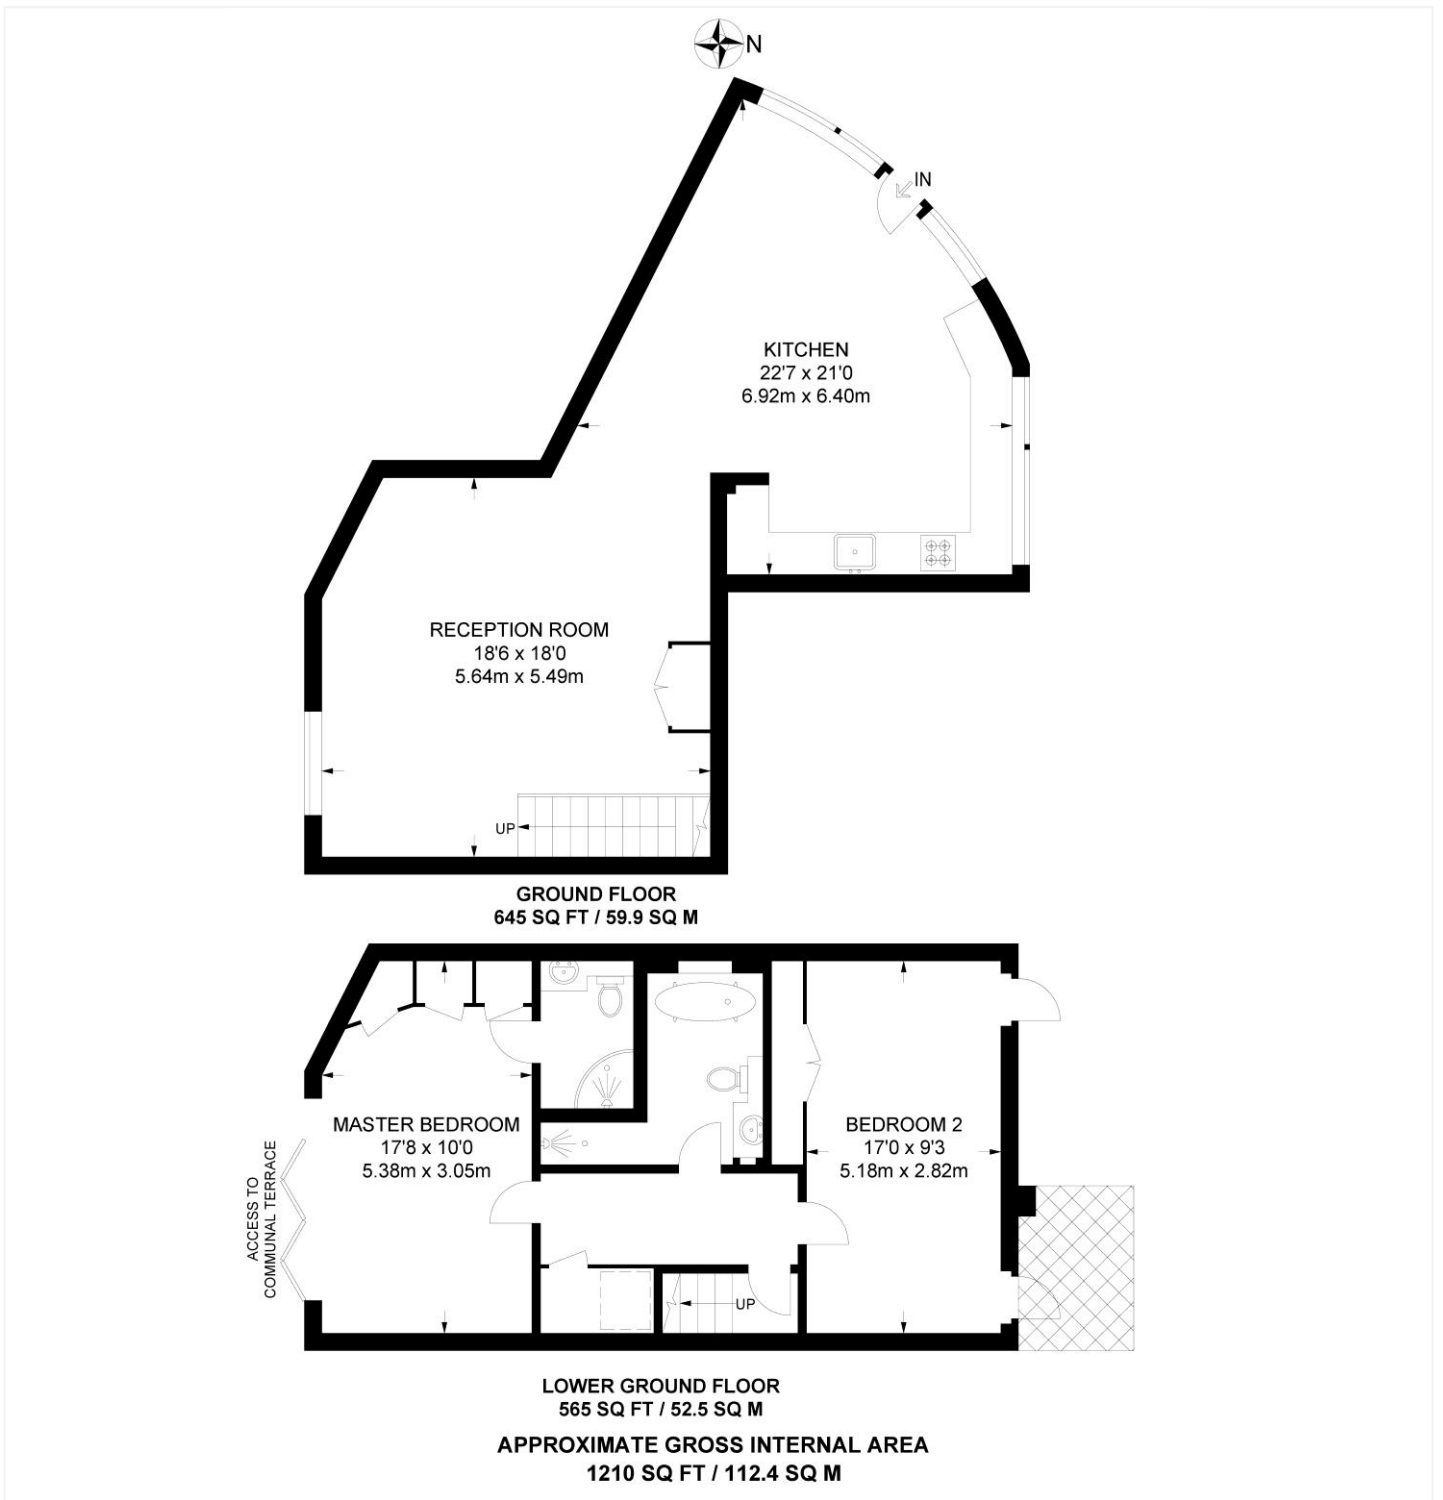 N
IN
KITCHEN
22'7 x 21'0
6.92m x 6.40m
RECEPTION ROOM
18'6 x 18'0
5.64m x 5.49m
UP
GROUND FLOOR
645 SQ FT / 59.9 SQ M
MASTER BEDROOM
17'8 x 10'0
5.38m x 3.05m
BEDROOM 2
17'0 x 9'3
5.18m x 2.82m
ACCESS TO
COMMUNAL TERRACE
UP
LOWER GROUND FLOOR
565 SQ FT / 52.5 SQ M
APPROXIMATE GROSS INTERNAL AREA
1210 SQ FT / 112.4 SQ M